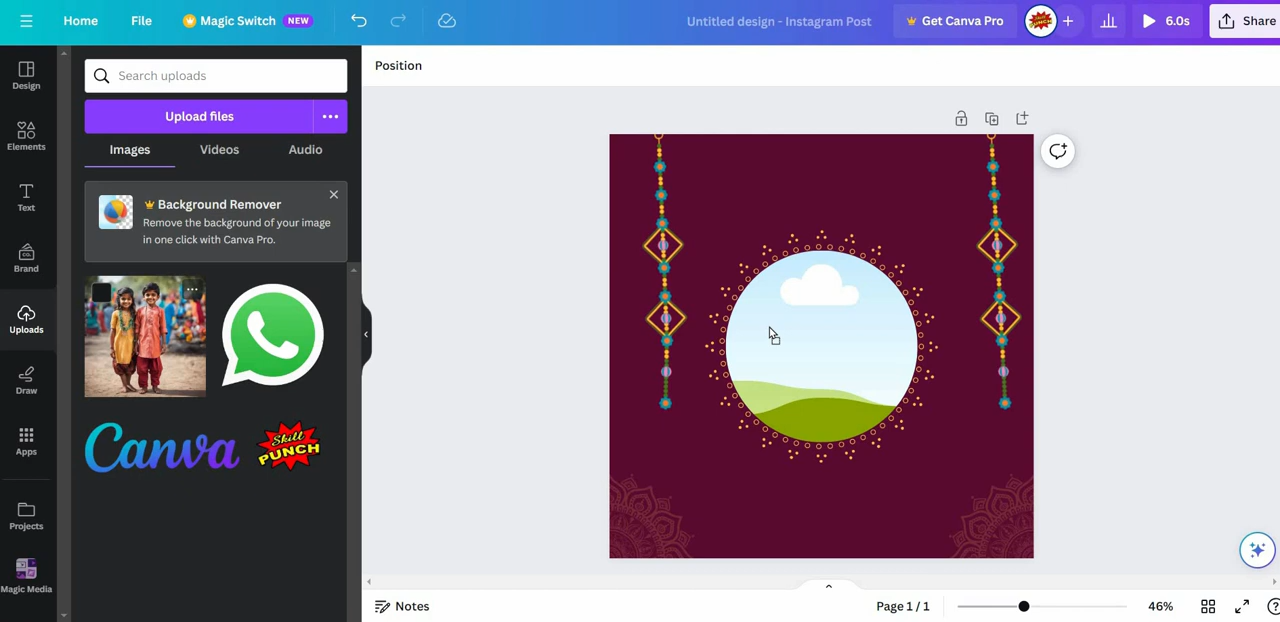 Home File Magic Switch NEW Untitled design - Instagram Post Get Canva Pro 6.0s Share
Design
Elements
Text
Brand
Uploads
Draw
Apps
Projects
Magic Media
Search uploads
Upload files
Images Videos Audio
Background Remover
Remove the background of your image
in one click with Canva Pro.
Canva
Skill
PUNCH
Position
Notes Page 1 / 1 46%